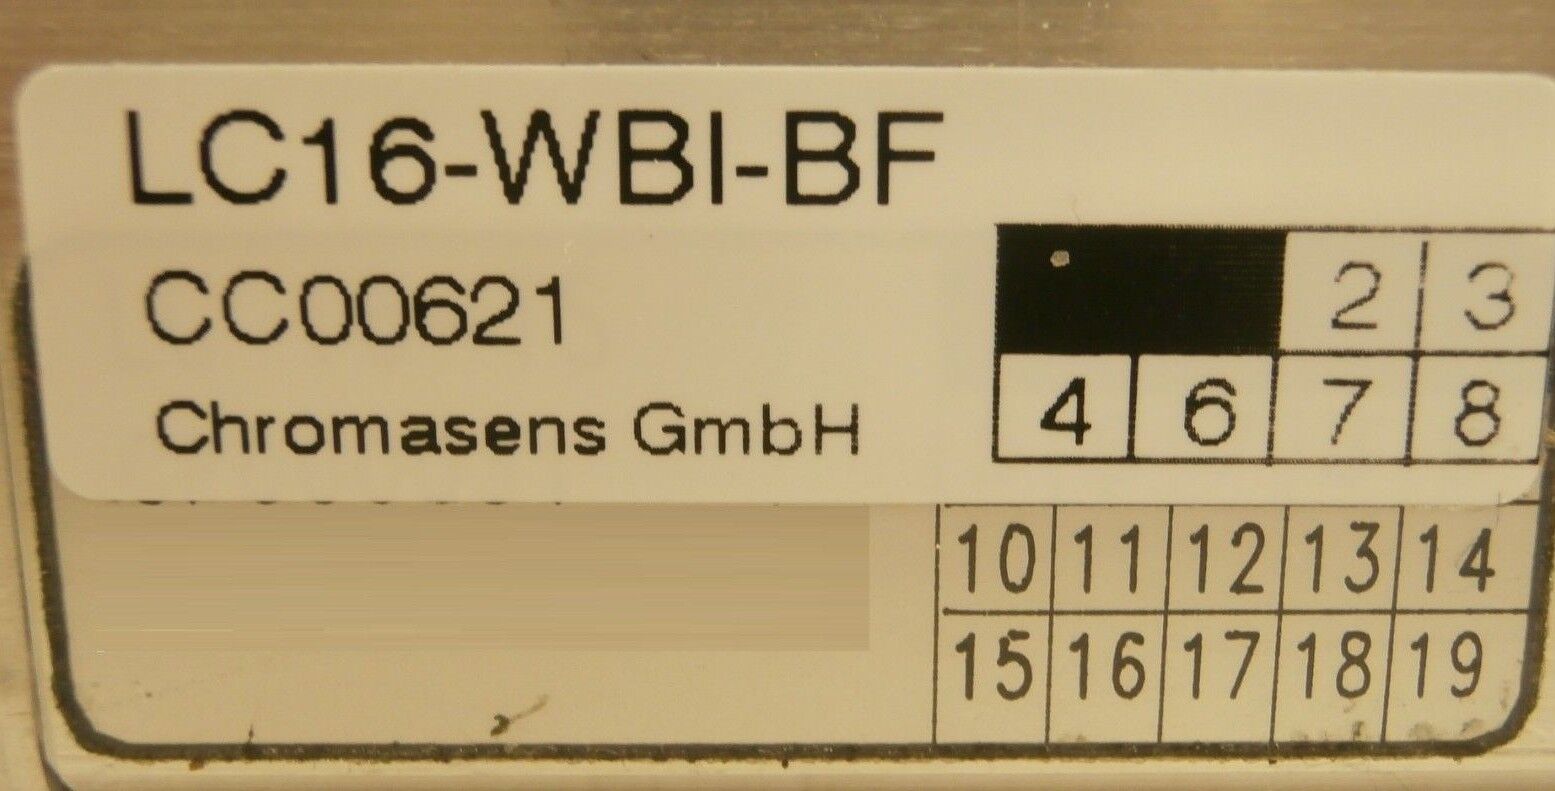 LC16-WBI-BF
CC00621
Chromasens GmbH
2 3
4 6 7 8
10 11 12 13 14
15 16 17 18 19